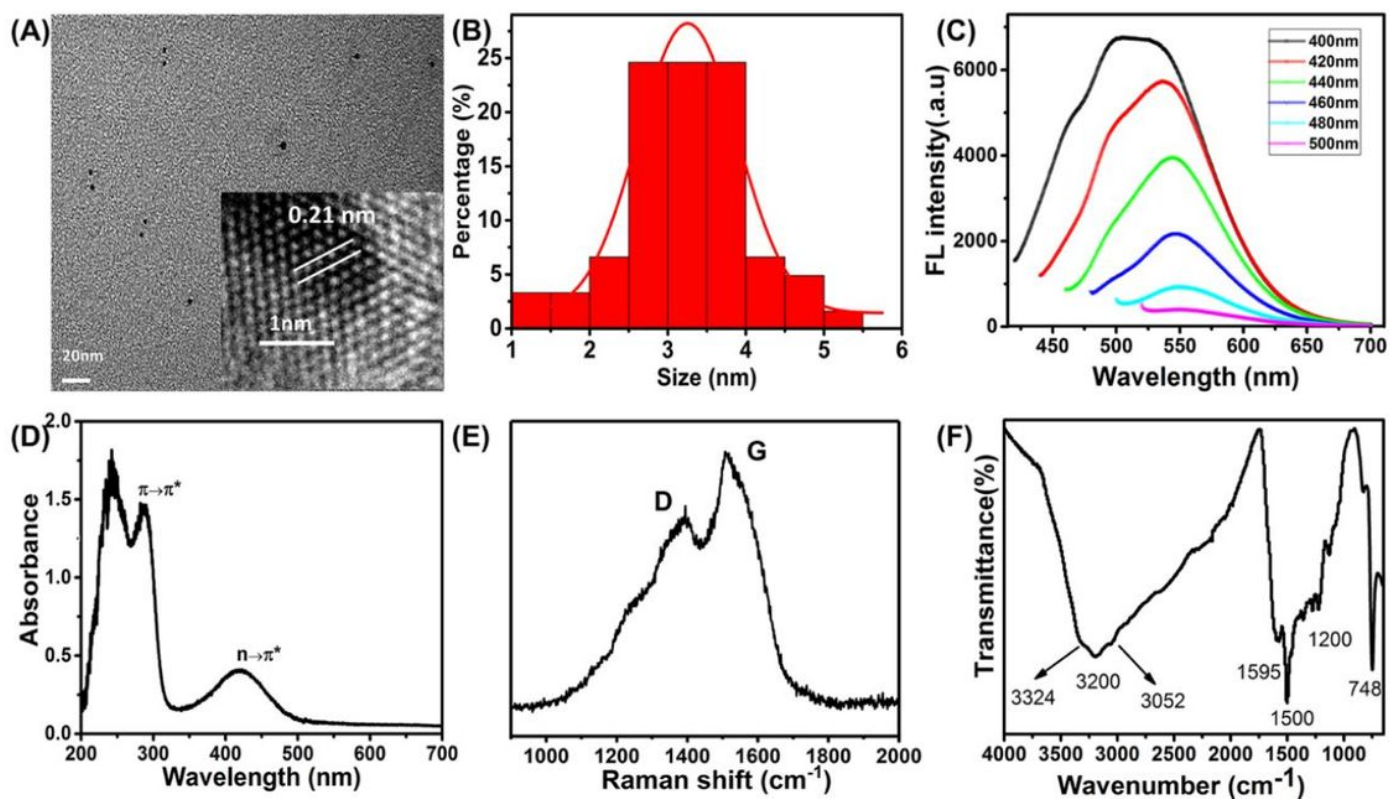 (A)
0.21 nm
1nm
20nm
(B)
Percentage (%)
25
20
15
10
5
0
1 2 3 4 5 6
Size (nm)
(C)
FL intensity(.a.u)
6000
4000
2000
0
400nm
420nm
440nm
460nm
480nm
500nm
450 500 550 600 650 700
Wavelength (nm)
(D)
Absorbance
2.0
1.5
1.0
0.5
0.0
π→π*
n→π*
200 300 400 500 600 700
Wavelength (nm)
(E)
D
G
1000 1200 1400 1600 1800 2000
Raman shift (cm-1)
(F)
Transmittance(%)
3324
3200
3052
1595
1500
1200
748
4000 3500 3000 2500 2000 1500 1000
Wavenumber (cm-1)